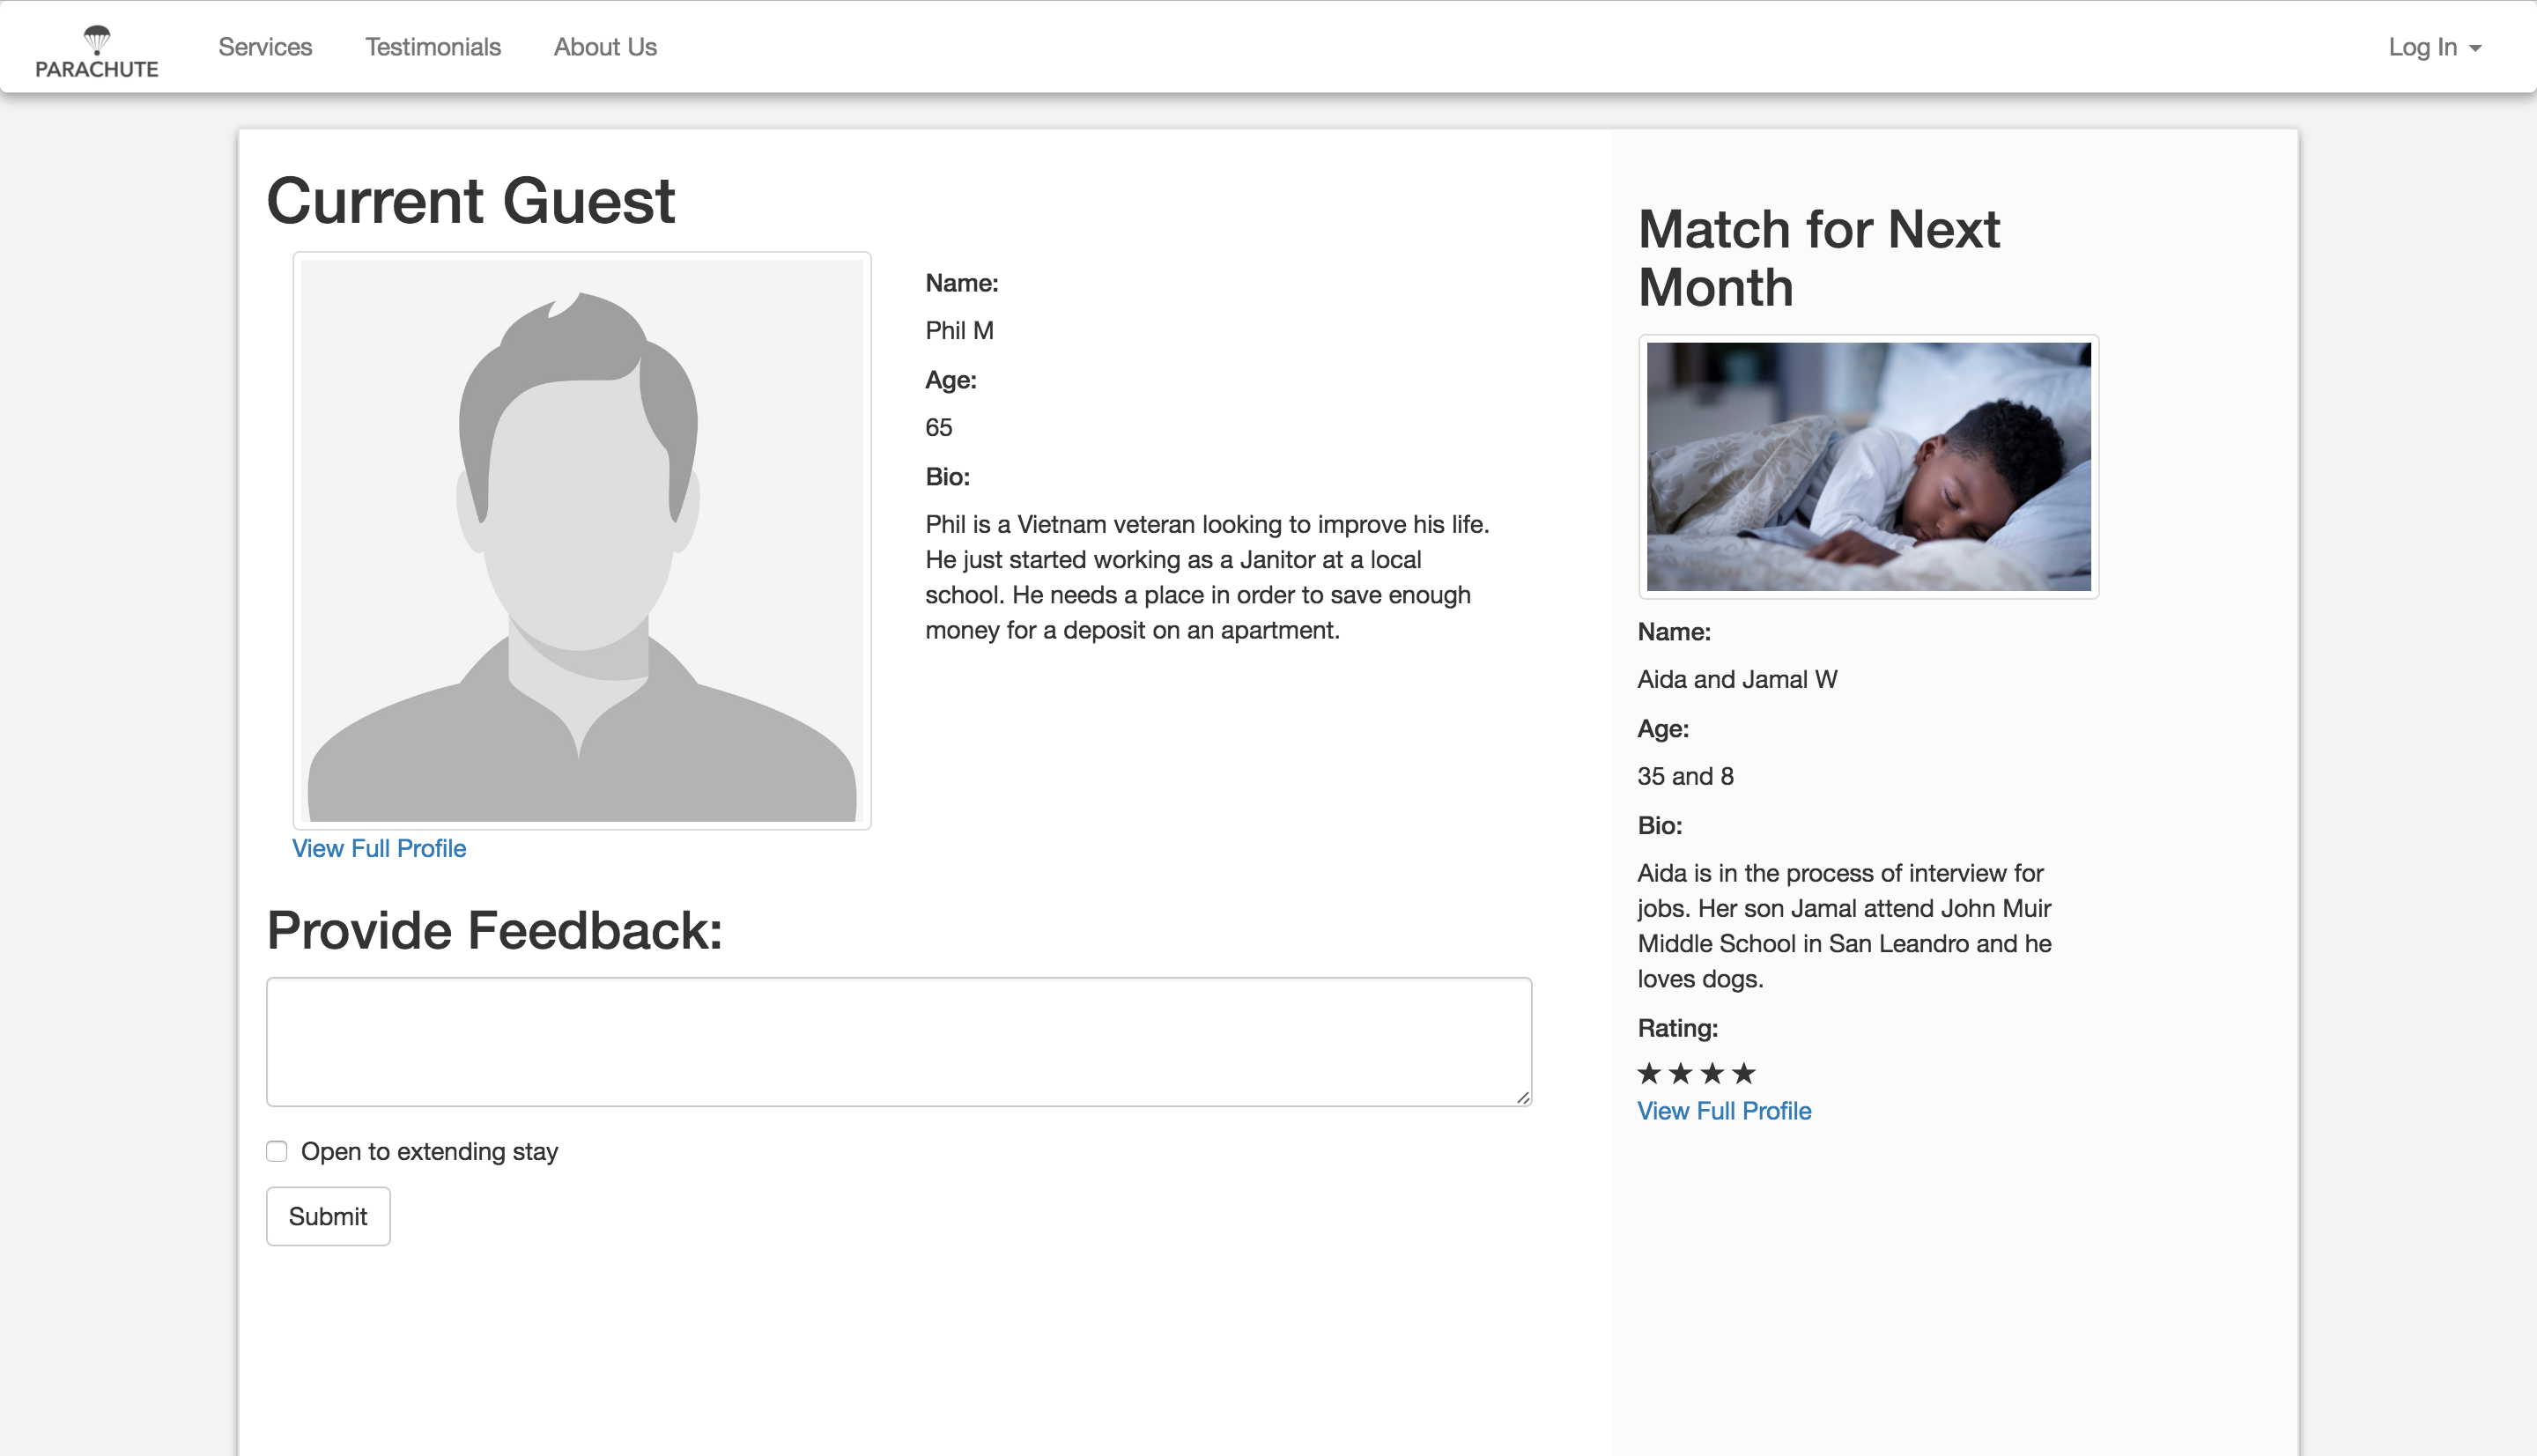 PARACHUTE
Services
Testimonials
About Us
Log In
Current Guest
Name:
Phil M
Age:
65
Bio:
Phil is a Vietnam veteran looking to improve his life.
He just started working as a Janitor at a local
school. He needs a place in order to save enough
money for a deposit on an apartment.
View Full Profile
Provide Feedback:
Open to extending stay
Submit
Match for Next
Month
Name:
Aida and Jamal W
Age:
35 and 8
Bio:
Aida is in the process of interview for
jobs. Her son Jamal attend John Muir
Middle School in San Leandro and he
loves dogs.
Rating:
★ ★ ★ ★
View Full Profile